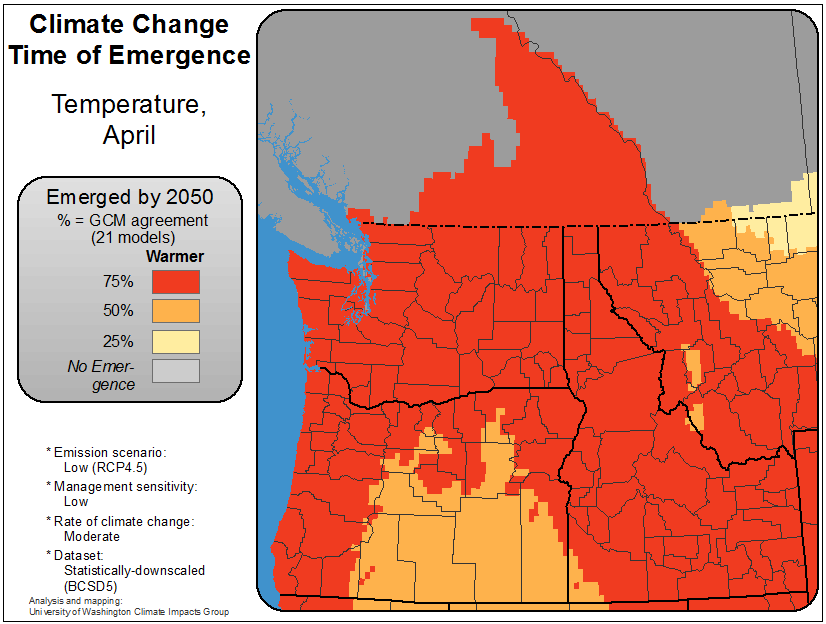 Climate Change
Time of Emergence
Temperature,
April
Emerged by 2050
% = GCM agreement
(21 models)
Warmer
75%
50%
25%
No Emer-
gence
* Emission scenario:
Low (RCP4.5)
* Management sensitivity:
Low
* Rate of climate change:
Moderate
* Dataset:
Statistically-downscaled
(BCSD5)
Analysis and mapping:
University of Washington Climate Impacts Group